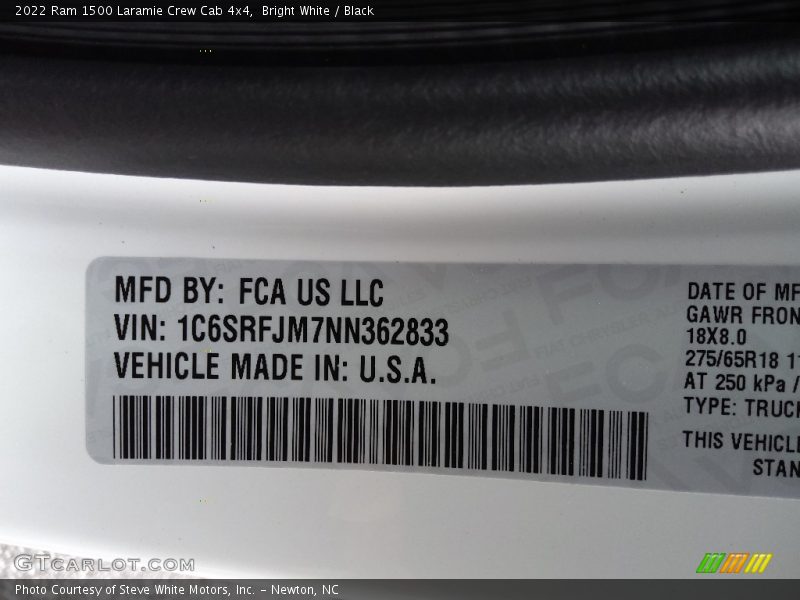 2022 Ram 1500 Laramie Crew Cab 4x4,  Bright White / Black
MFD BY: FCA US LLC
VIN: 1C6SRFJM7NN362833
VEHICLE MADE IN: U.S.A.
DATE OF MF
GAWR FRON
18X8.0
275/65R18 1
AT 250 kPa /
TYPE: TRUC
THIS VEHICL
STAN
GTCARLOT.COM
Photo Courtesy of Steve White Motors, Inc. – Newton, NC